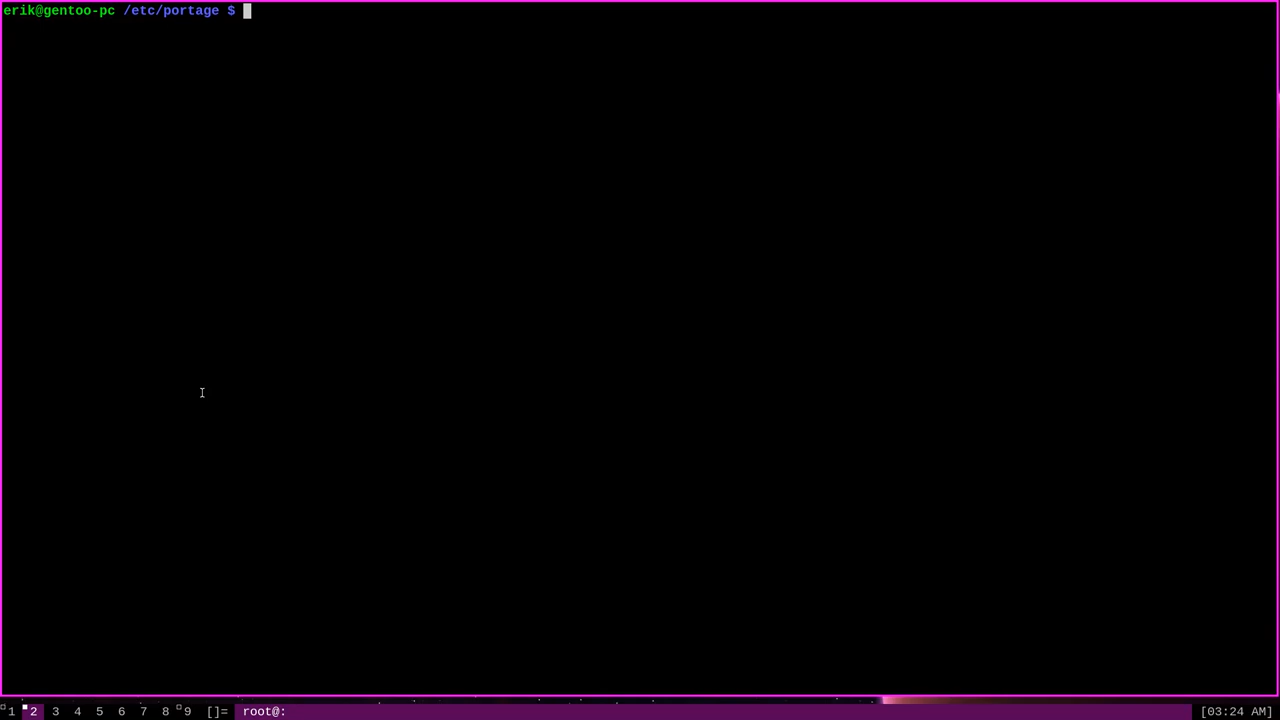 erik@gentoo-pc /etc/portage $
1 2 3 4 5 6 7 8 9 []= root@: [03:24 AM]